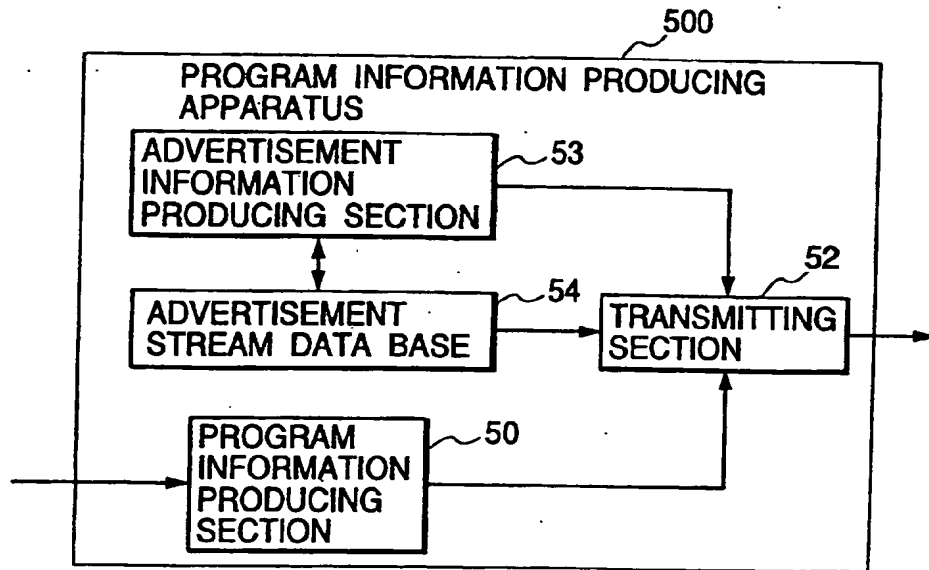 500
PROGRAM INFORMATION PRODUCING
APPARATUS
ADVERTISEMENT
INFORMATION
PRODUCING SECTION
53
ADVERTISEMENT
STREAM DATA BASE
54
TRANSMITTING
SECTION
52
PROGRAM
INFORMATION
PRODUCING
SECTION
50